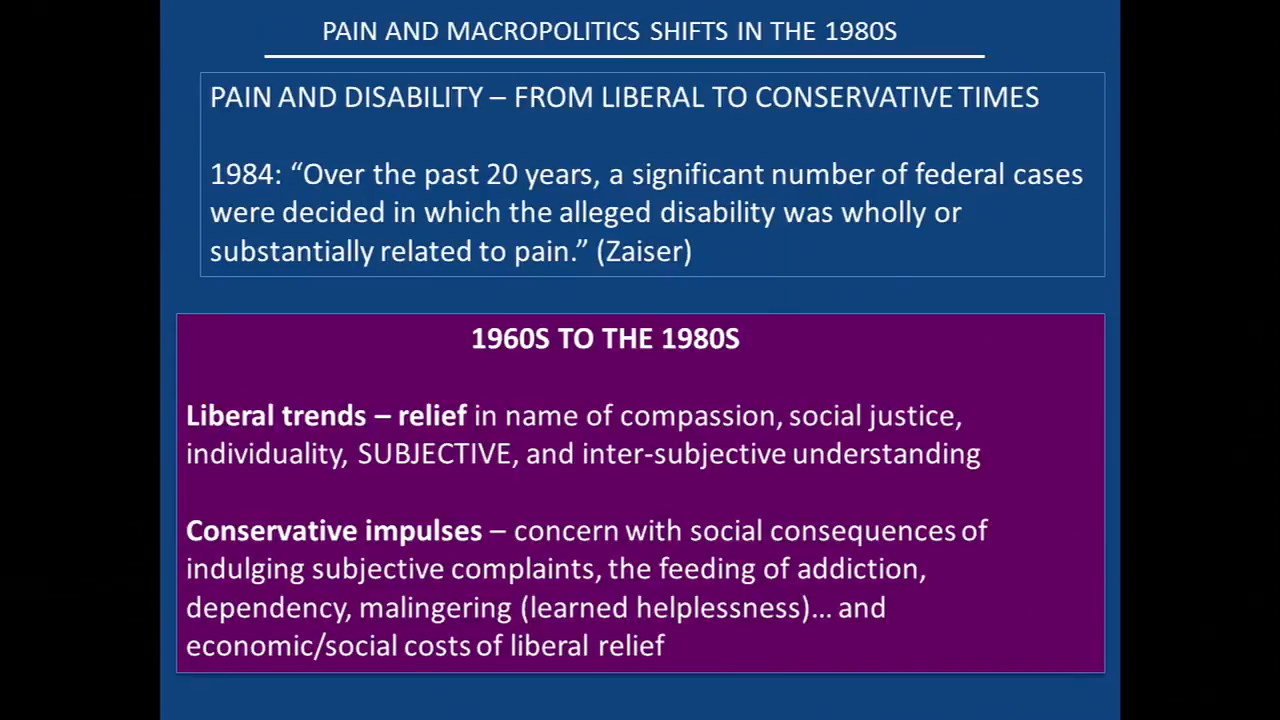 PAIN AND MACROPOLITICS SHIFTS IN THE 1980S
PAIN AND DISABILITY – FROM LIBERAL TO CONSERVATIVE TIMES
1984: “Over the past 20 years, a significant number of federal cases
were decided in which the alleged disability was wholly or
substantially related to pain.” (Zaiser)
1960S TO THE 1980S
Liberal trends – relief in name of compassion, social justice,
individuality, SUBJECTIVE, and inter-subjective understanding
Conservative impulses – concern with social consequences of
indulging subjective complaints, the feeding of addiction,
dependency, malingering (learned helplessness)… and
economic/social costs of liberal relief